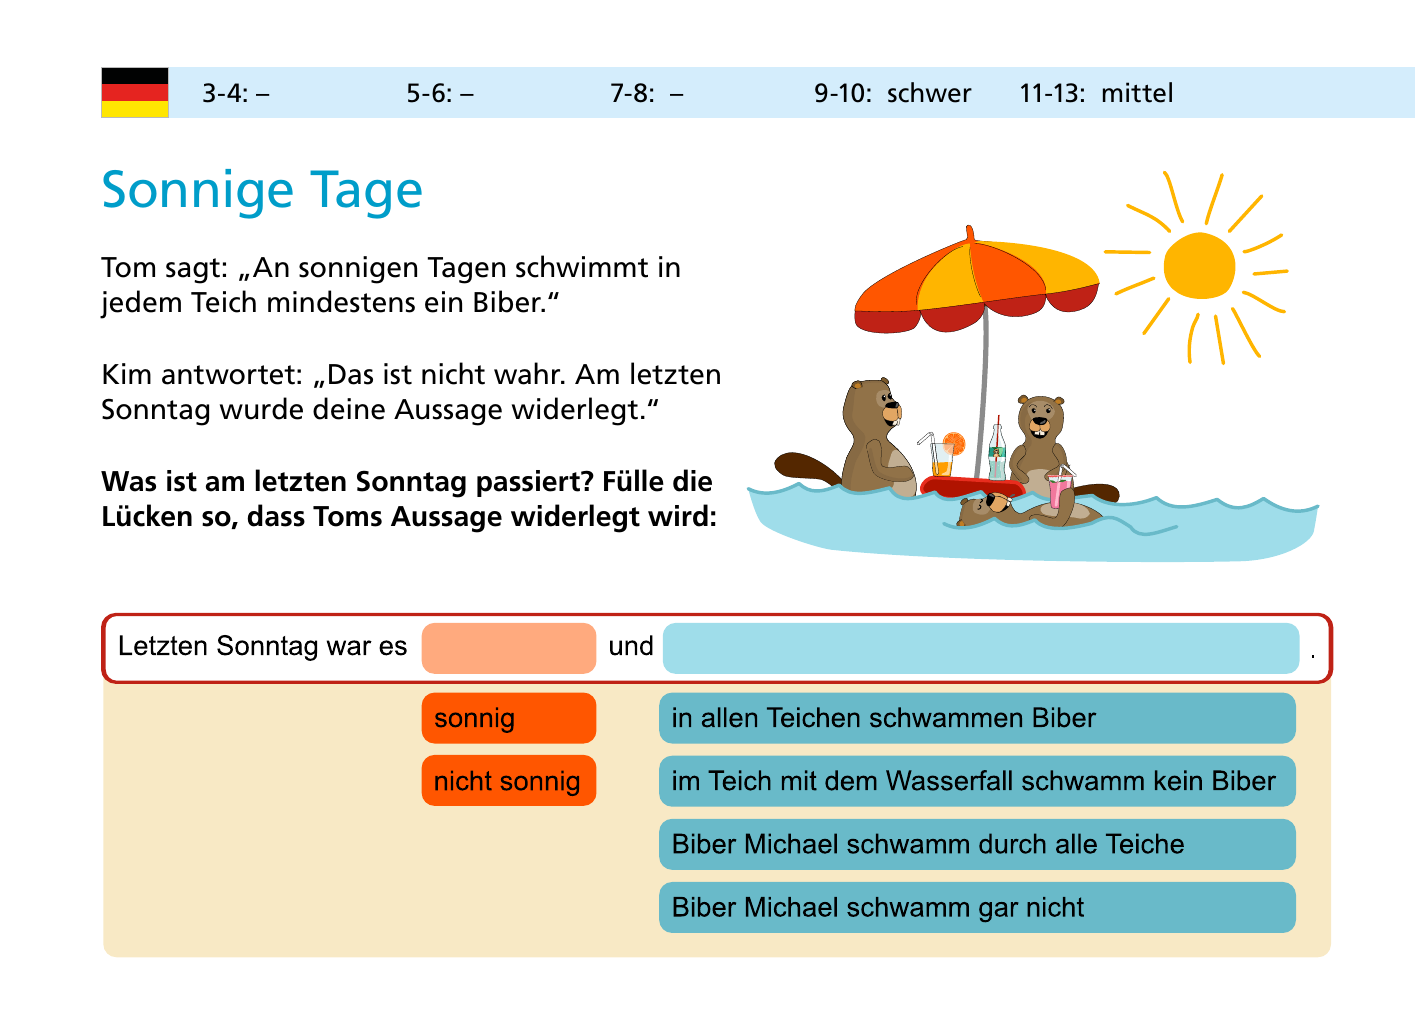 3-4: –  5-6: –  7-8: –  9-10: schwer  11-13: mittel
Sonnige Tage
Tom sagt: „An sonnigen Tagen schwimmt in
jedem Teich mindestens ein Biber.“
Kim antwortet: „Das ist nicht wahr. Am letzten
Sonntag wurde deine Aussage widerlegt.“
Was ist am letzten Sonntag passiert? Fülle die
Lücken so, dass Toms Aussage widerlegt wird:
Letzten Sonntag war es  und  .
sonnig  in allen Teichen schwammen Biber
nicht sonnig  im Teich mit dem Wasserfall schwamm kein Biber
Biber Michael schwamm durch alle Teiche
Biber Michael schwamm gar nicht